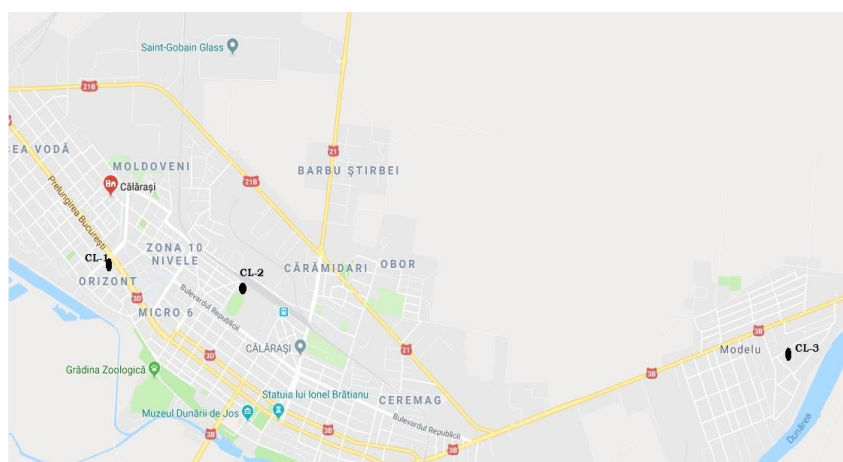 Saint-Gobain Glass
21B
CEA VODĂ
MOLDOVENI
21
BARBU ȘTIRBEI
21B
Călărași
Prelungirea București
ZONA 10
NIVELE
CL-1
ORIZONT
CL-2
CĂRĂMIDARI
OBOR
3D
MICRO 6
Bulevardul Republicii
3B
CĂLĂRAȘI
3D
21
Modelu
CL-3
Grădina Zoologică
3B
Statuia lui Ionel Brătianu
CEREMAG
Muzeul Dunării de Jos
Bulevardul Republicii
3B
3B
3B
Dunărea